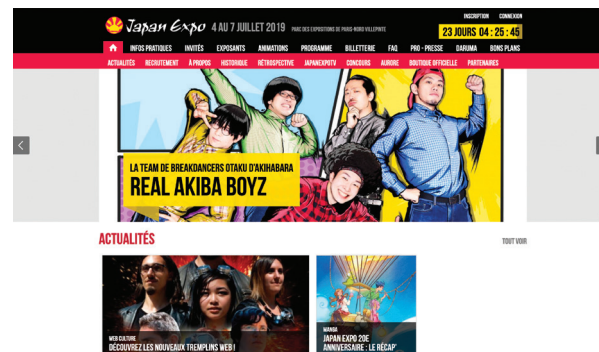 INSCRIPTION CONNEXION
Japan Expo 4 AU 7 JUILLET 2019 PARC DES EXPOSITIONS DE PARIS-NORD VILLEPINTE
23 JOURS 04 : 25 : 45
INFOS PRATIQUES INVITÉS EXPOSANTS ANIMATIONS PROGRAMME BILLETTERIE FAQ PRO - PRESSE DARUMA BONS PLANS
ACTUALITÉS RECRUTEMENT À PROPOS HISTORIQUE RÉTROSPECTIVE JAPANEXPOTV CONCOURS AURORE BOUTIQUE OFFICIELLE PARTENAIRES
LA TEAM DE BREAKDANCERS OTAKU D'AKIHABARA
REAL AKIBA BOYZ
ACTUALITÉS
TOUT VOIR
WEB CULTURE
DÉCOUVREZ LES NOUVEAUX TREMPLINS WEB !
MANGA
JAPAN EXPO 20E
ANNIVERSAIRE : LE RÉCAP'